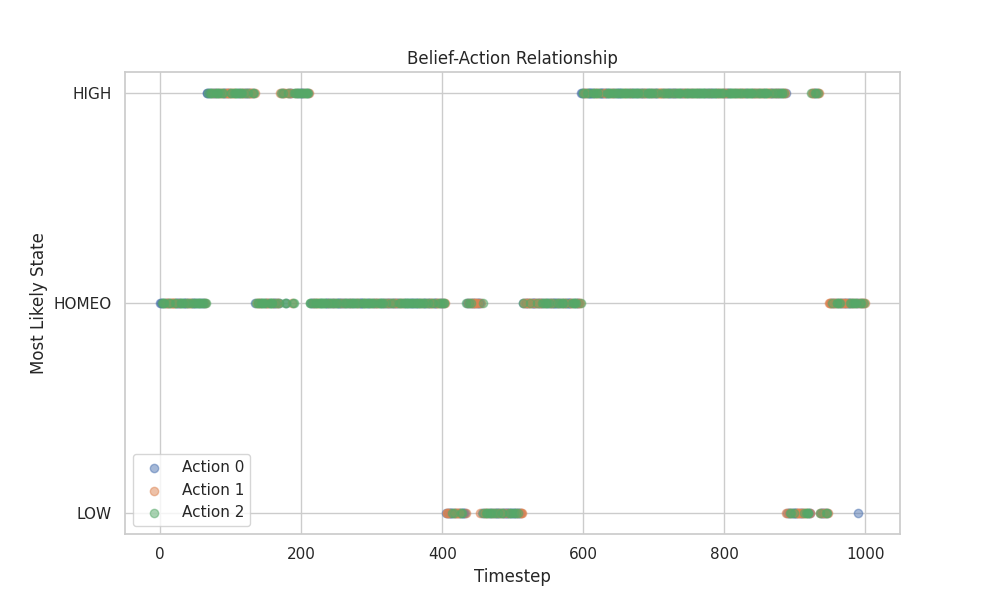 Belief-Action Relationship
HIGH
HOMEO
LOW
Most Likely State
Action 0
Action 1
Action 2
0
200
400
600
800
1000
Timestep